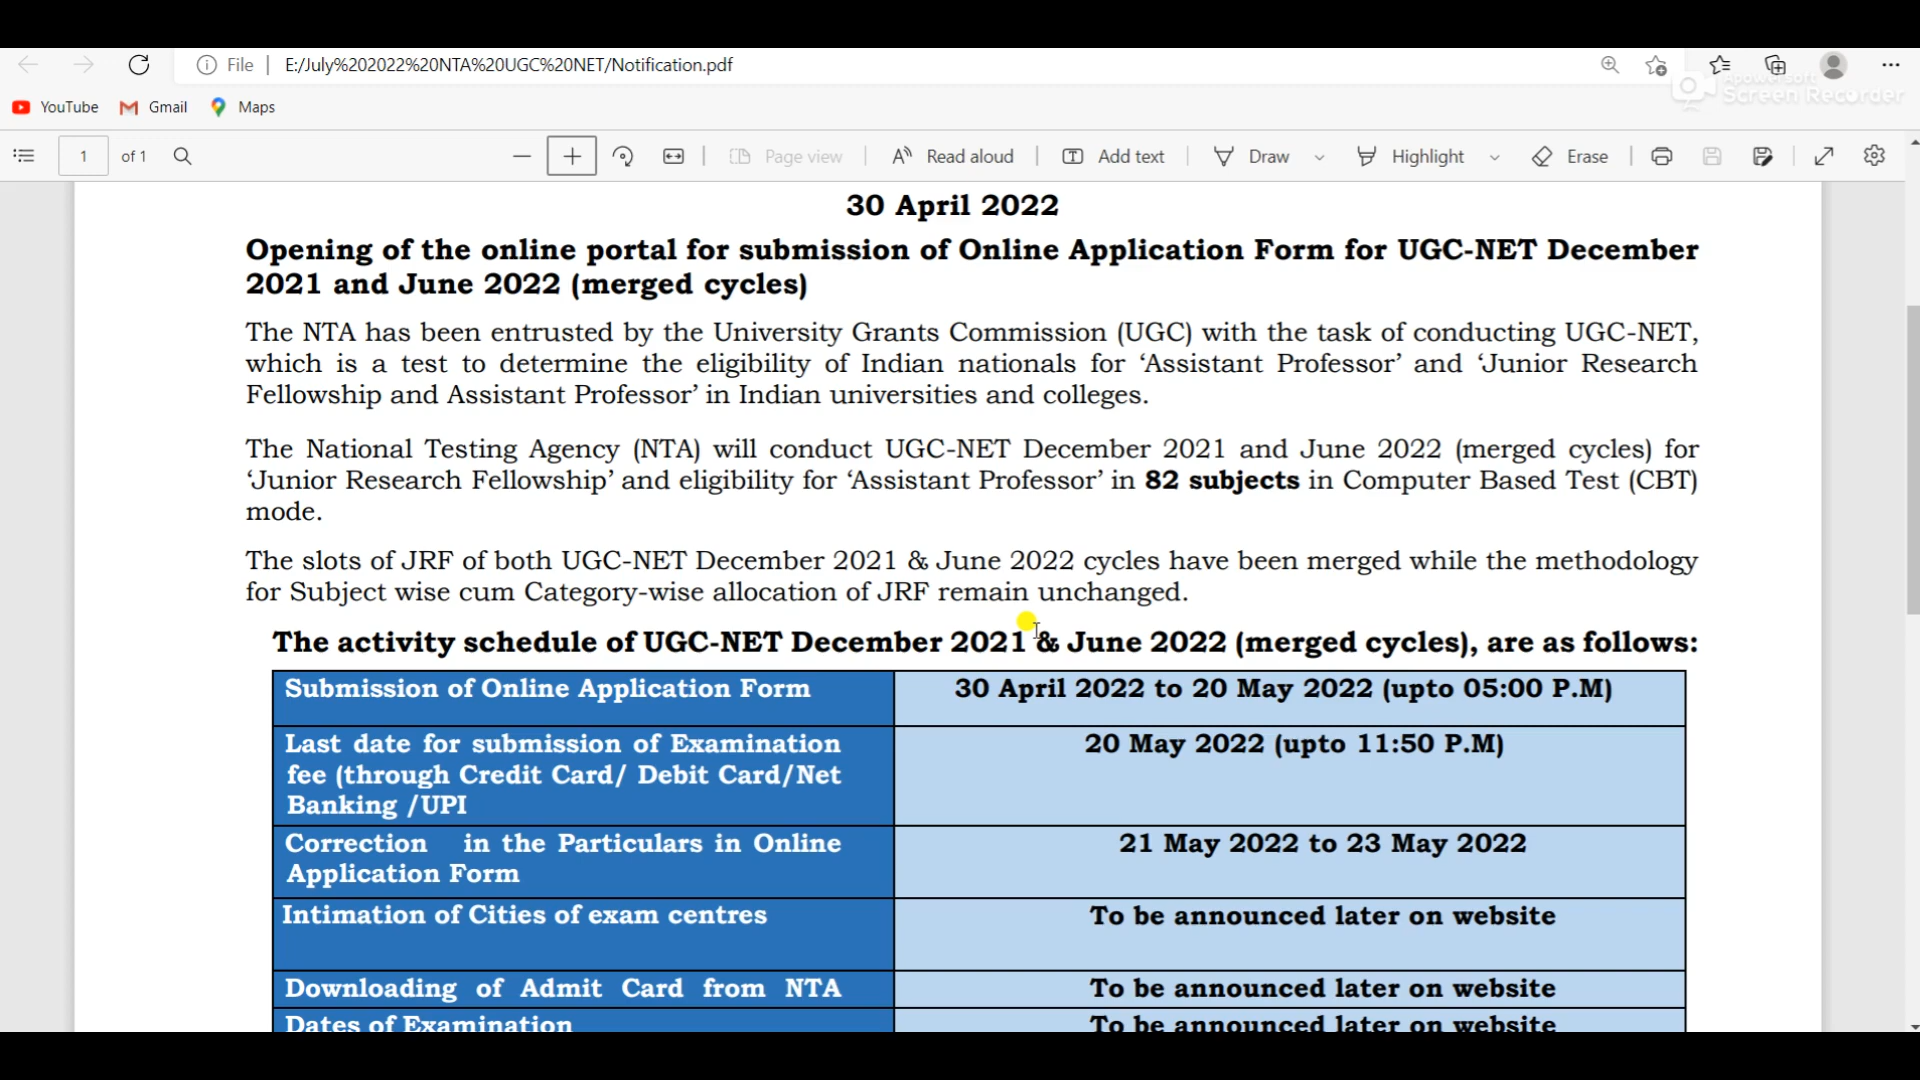 File | E:/July%202022%20NTA%20UGC%20NET/Notification.pdf
Apowersoft
Screen Recorder
YouTube Gmail Maps
1 of 1 Page view Read aloud Add text Draw Highlight Erase
30 April 2022
Opening of the online portal for submission of Online Application Form for UGC-NET December
2021 and June 2022 (merged cycles)
The NTA has been entrusted by the University Grants Commission (UGC) with the task of conducting UGC-NET,
which is a test to determine the eligibility of Indian nationals for ‘Assistant Professor’ and ‘Junior Research
Fellowship and Assistant Professor’ in Indian universities and colleges.
The National Testing Agency (NTA) will conduct UGC-NET December 2021 and June 2022 (merged cycles) for
‘Junior Research Fellowship’ and eligibility for ‘Assistant Professor’ in 82 subjects in Computer Based Test (CBT)
mode.
The slots of JRF of both UGC-NET December 2021 & June 2022 cycles have been merged while the methodology
for Subject wise cum Category-wise allocation of JRF remain unchanged.
The activity schedule of UGC-NET December 2021 & June 2022 (merged cycles), are as follows:
Submission of Online Application Form 30 April 2022 to 20 May 2022 (upto 05:00 P.M)
Last date for submission of Examination 20 May 2022 (upto 11:50 P.M)
fee (through Credit Card/ Debit Card/Net
Banking /UPI
Correction in the Particulars in Online 21 May 2022 to 23 May 2022
Application Form
Intimation of Cities of exam centres To be announced later on website
Downloading of Admit Card from NTA To be announced later on website
Dates of Examination To be announced later on website